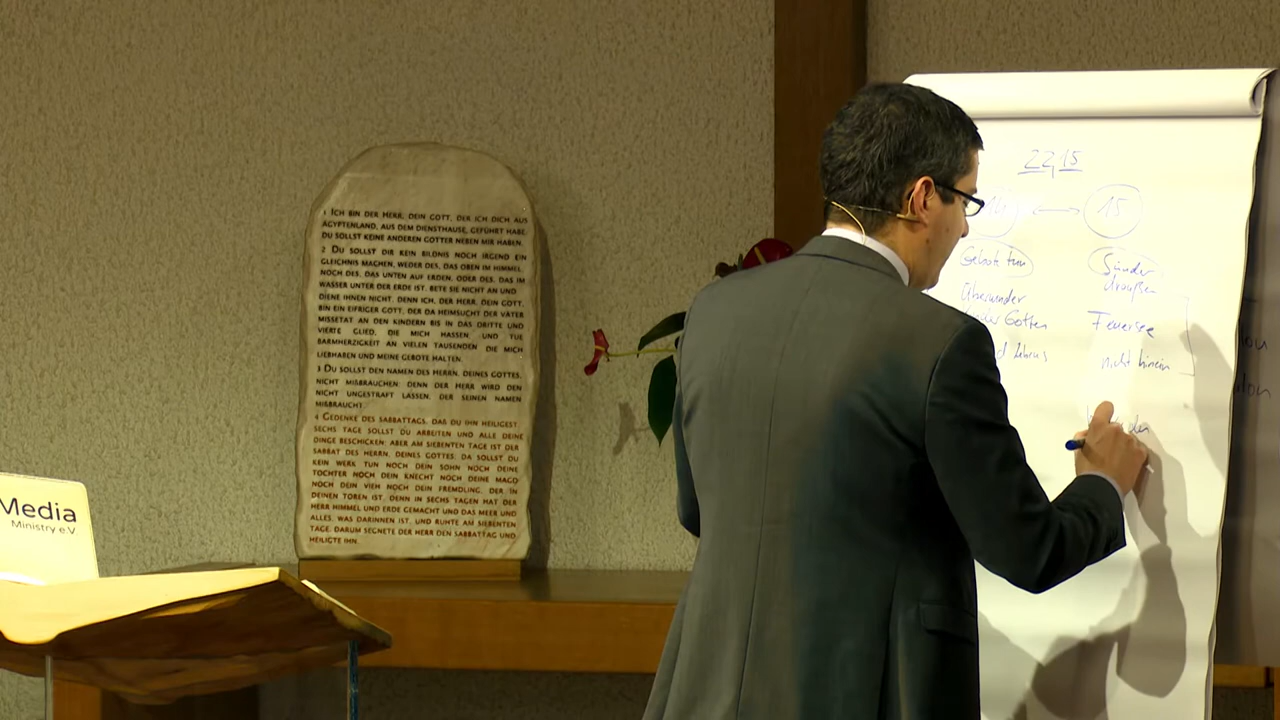 Media
Ministry e.V
1 ICH BIN DER HERR, DEIN GOTT, DER ICH DICH AUS
ÄGYPTENLAND, AUS DEM DIENSTHAUSE, GEFÜHRT HABE.
DU SOLLST KEINE ANDEREN GÖTTER NEBEN MIR HABEN.
2 DU SOLLST DIR KEIN BILDNIS NOCH IRGEND EIN
GLEICHNIS MACHEN, WEDER DES, DAS OBEN IM HIMMEL,
NOCH DES, DAS UNTEN AUF ERDEN, ODER DES, DAS IM
WASSER UNTER DER ERDE IST. BETE SIE NICHT AN UND
DIENE IHNEN NICHT. DENN ICH, DER HERR, DEIN GOTT,
BIN EIN EIFRIGER GOTT, DER DA HEIMSUCHT DER VÄTER
MISSETAT AN DEN KINDERN BIS IN DAS DRITTE UND
VIERTE GLIED, DIE MICH HASSEN, UND TUE
BARMHERZIGKEIT AN VIELEN TAUSENDEN DIE MICH
LIEBHABEN UND MEINE GEBOTE HALTEN.
3 DU SOLLST DEN NAMEN DES HERRN, DEINES GOTTES,
NICHT MIßBRAUCHEN: DENN DER HERR WIRD DEN
NICHT UNGESTRAFT LASSEN, DER SEINEN NAMEN
MIßBRAUCHT.
4 GEDENKE DES SABBATTAGS, DAß DU IHN HEILIGEST.
SECHS TAGE SOLLST DU ARBEITEN UND ALLE DEINE
DINGE BESCHICKEN; ABER AM SIEBENTEN TAGE IST DER
SABBAT DES HERRN, DEINES GOTTES; DA SOLLST DU
KEIN WERK TUN NOCH DEIN SOHN NOCH DEINE
TOCHTER NOCH DEIN KNECHT NOCH DEINE MAGD
NOCH DEIN VIEH NOCH DEIN FREMDLING, DER IN
DEINEN TOREN IST. DENN IN SECHS TAGEN HAT DER
HERR HIMMEL UND ERDE GEMACHT UND DAS MEER UND
ALLES, WAS DARINNEN IST, UND RUHTE AM SIEBENTEN
TAGE. DARUM SEGNETE DER HERR DEN SABBATTAG UND
HEILIGTE IHN.
22,15
14 ↔ 15
Gebote tun
Sünder
draußen
Überwinder
Gottes
Feuersee
Lebens
nicht hinein